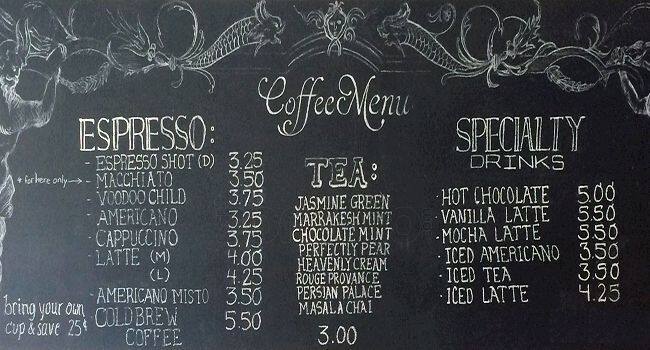 Coffee Menu
ESPRESSO:
- ESPRESSO SHOT (D) 3.25
* for here only → - MACCHIATO 3.50
- VOODOO CHILD 3.75
- AMERICANO 3.25
- CAPPUCCINO 3.75
- LATTE (M) 4.00
(L) 4.25
- AMERICANO MISTO 3.50
- COLD BREW
COFFEE 5.50
bring your own
cup & save 25¢
TEA:
JASMINE GREEN
MARRAKESH MINT
CHOCOLATE MINT
PERFECTLY PEAR
HEAVENLY CREAM
ROUGE PROVANCE
PERSIAN PALACE
MASALA CHAI
3.00
SPECIALTY
DRINKS
- HOT CHOCOLATE 5.00
- VANILLA LATTE 5.50
- MOCHA LATTE 5.50
- ICED AMERICANO 3.50
- ICED TEA 3.50
- ICED LATTE 4.25